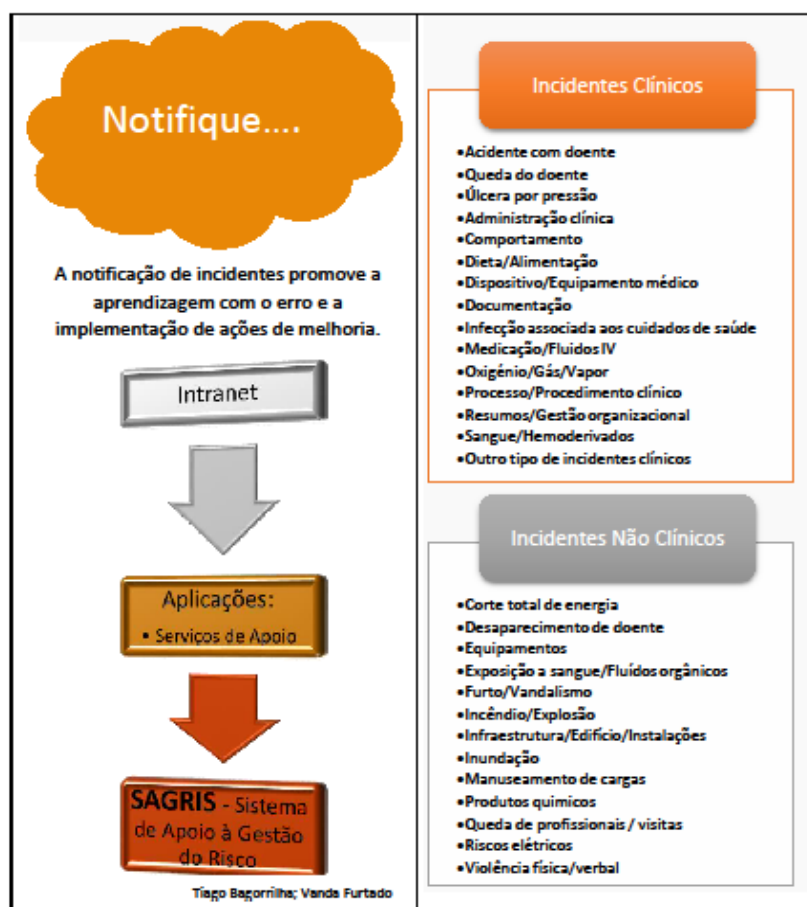 Notifique....
A notificação de incidentes promove a
aprendizagem com o erro e a
implementação de ações de melhoria.
Intranet
Aplicações:
• Serviços de Apoio
SAGRIS - Sistema
de Apoio à Gestão
do Risco
Tiago Bagorrilha; Vanda Furtado
Incidentes Clínicos
•Acidente com doente
•Queda do doente
•Úlcera por pressão
•Administração clínica
•Comportamento
•Dieta/Alimentação
•Dispositivo/Equipamento médico
•Documentação
•Infecção associada aos cuidados de saúde
•Medicação/Fluidos IV
•Oxigénio/Gás/Vapor
•Processo/Procedimento clínico
•Resumos/Gestão organizacional
•Sangue/Hemoderivados
•Outro tipo de incidentes clínicos
Incidentes Não Clínicos
•Corte total de energia
•Desaparecimento de doente
•Equipamentos
•Exposição a sangue/Fluídos orgânicos
•Furto/Vandalismo
•Incêndio/Explosão
•Infraestrutura/Edifício/Instalações
•Inundação
•Manuseamento de cargas
•Produtos quimicos
•Queda de profissionais / visitas
•Riscos elétricos
•Violência física/verbal